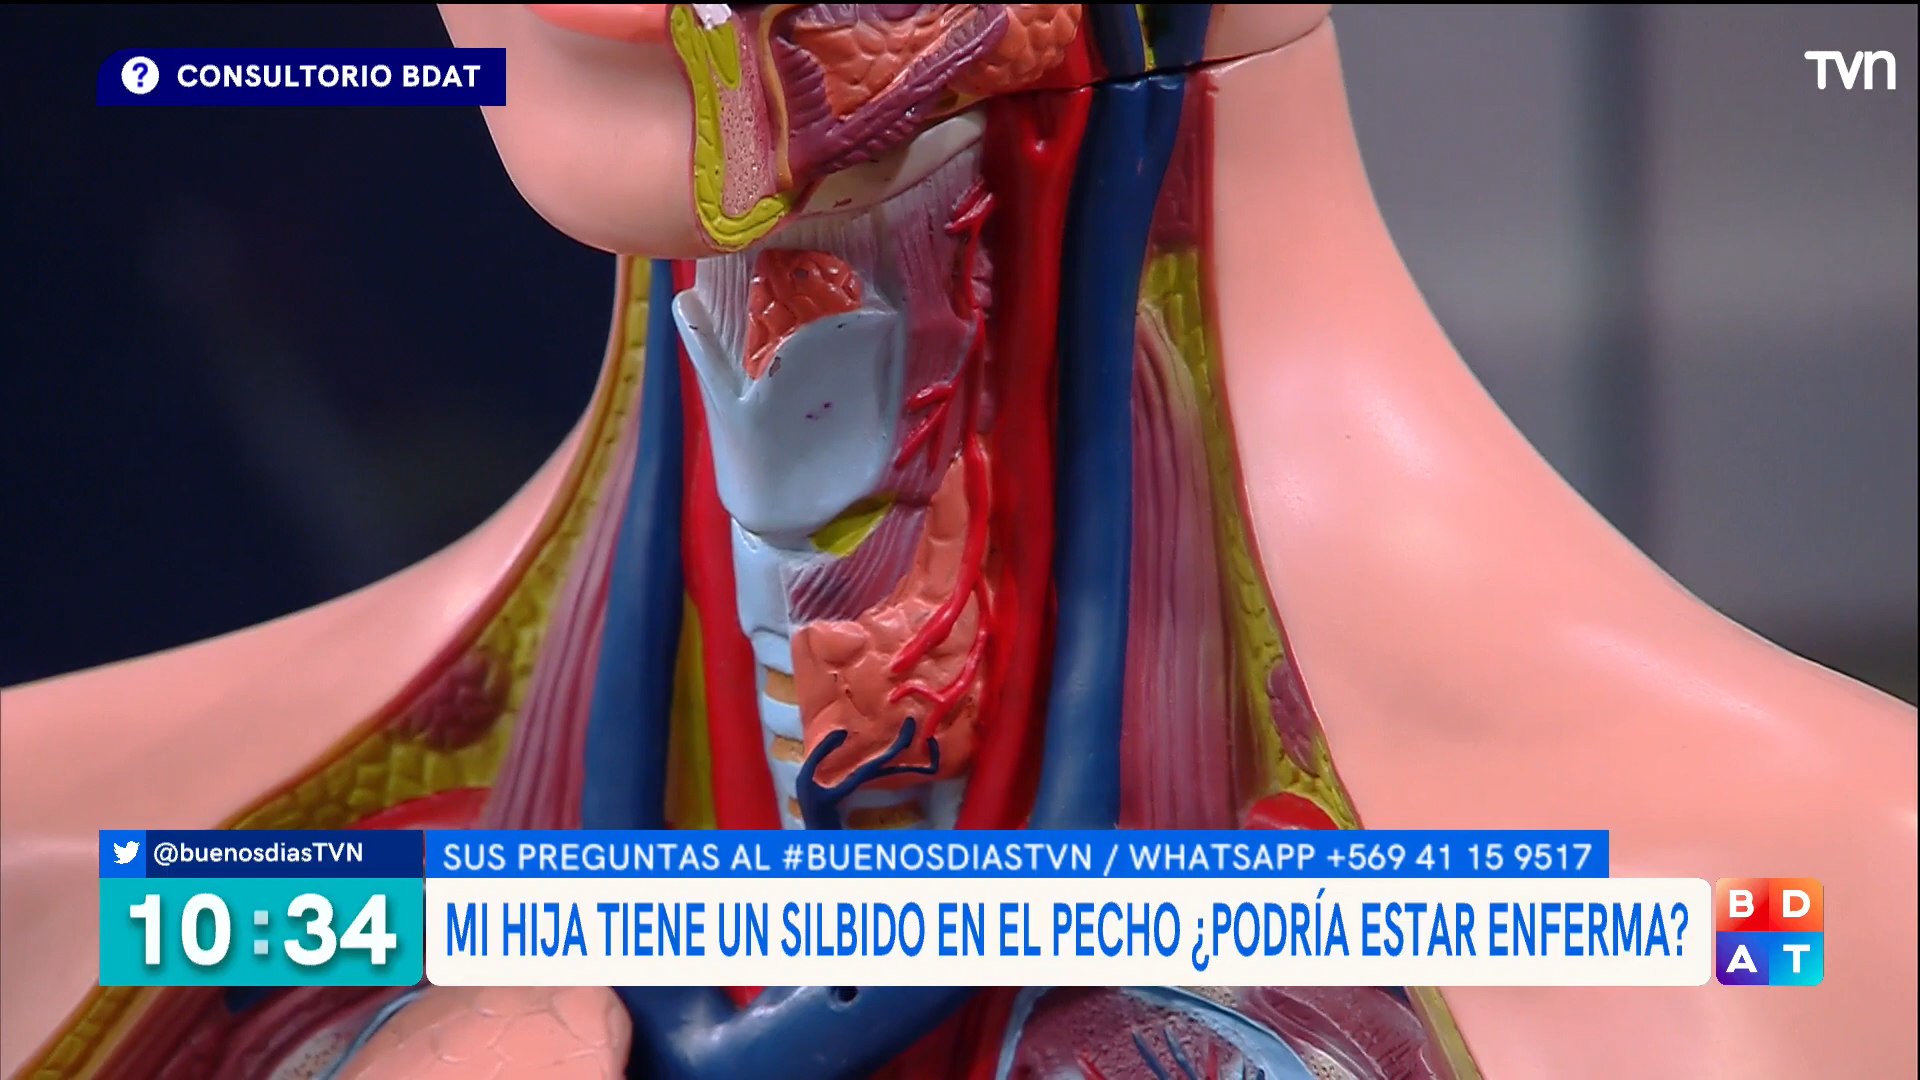 ? CONSULTORIO BDAT
TVN
@buenosdiasTVN
SUS PREGUNTAS AL #BUENOSDIASTVN / WHATSAPP +569 41 15 9517
10:34
MI HIJA TIENE UN SILBIDO EN EL PECHO ¿PODRÍA ESTAR ENFERMA?
B D
A T